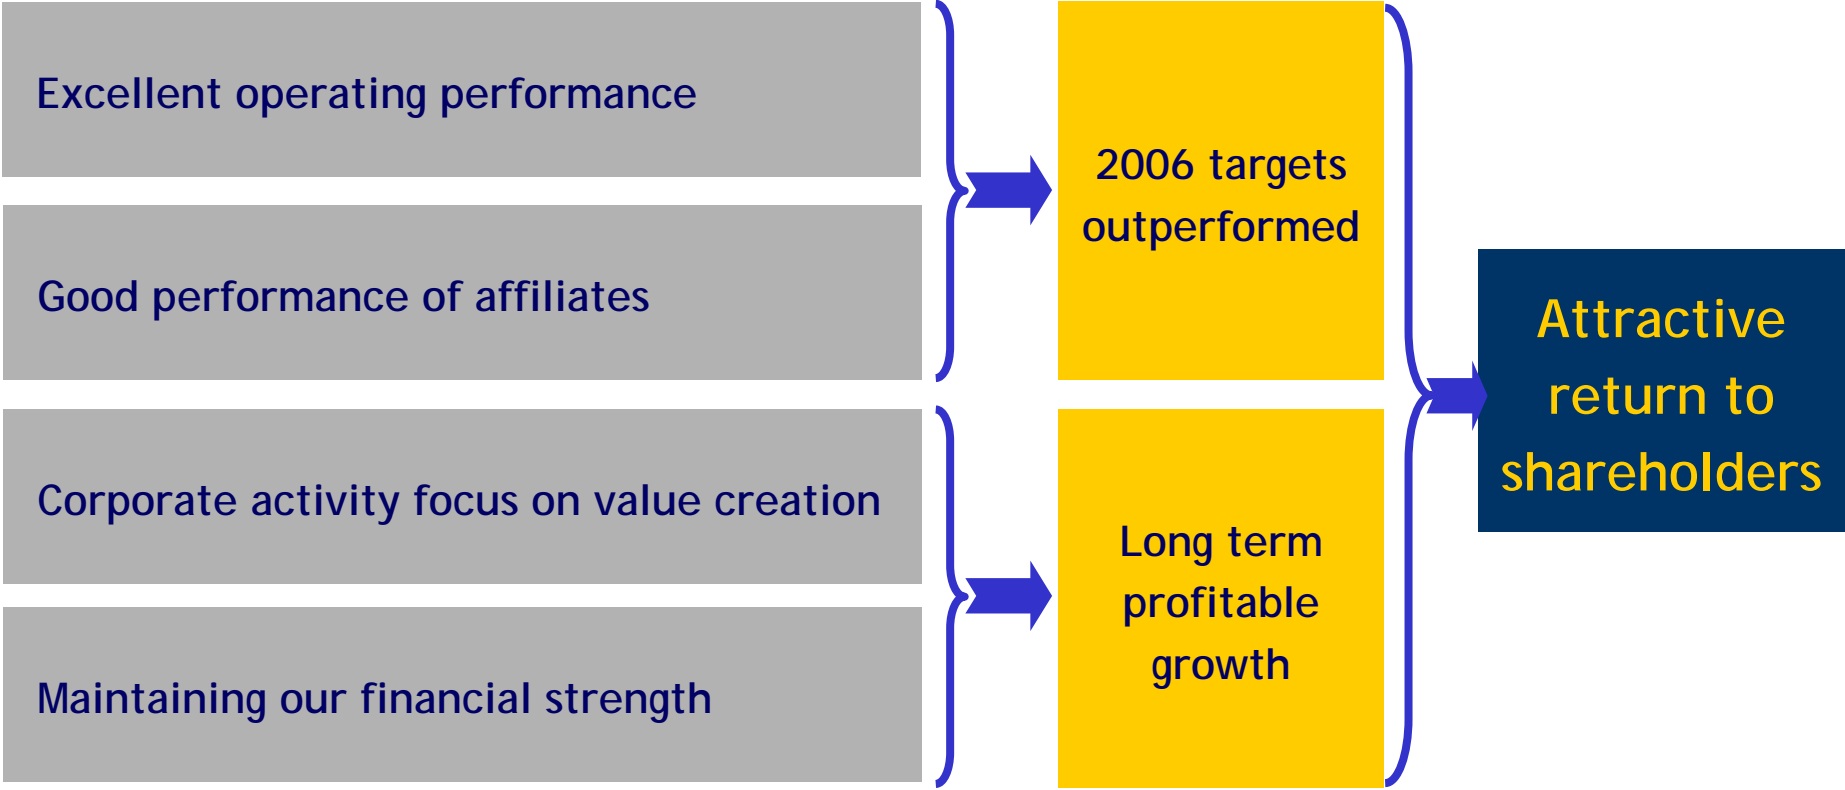 Excellent operating performance
Good performance of affiliates
2006 targets
outperformed
Corporate activity focus on value creation
Maintaining our financial strength
Long term
profitable
growth
Attractive
return to
shareholders